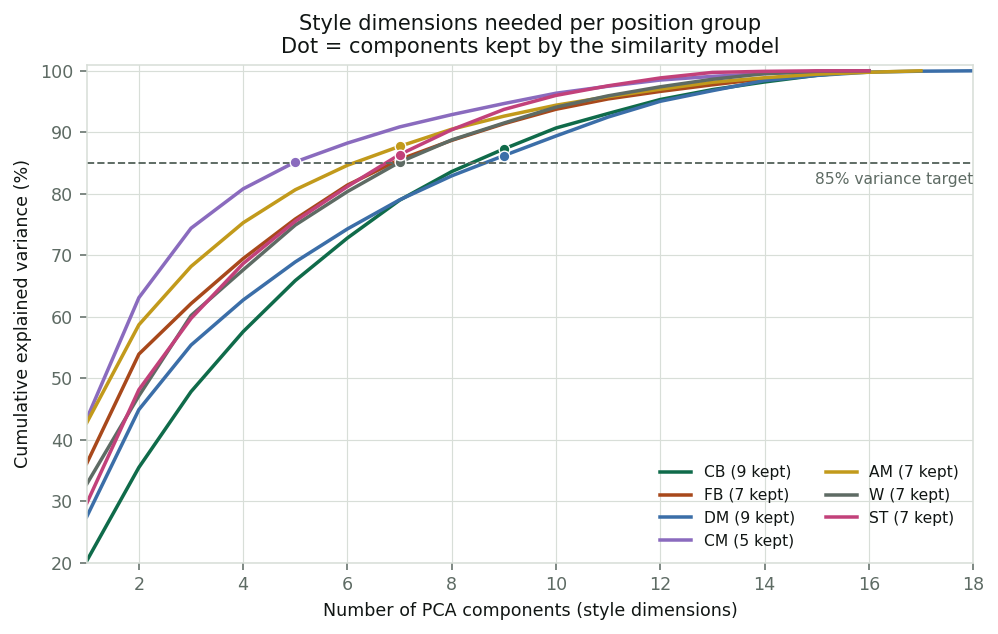 Style dimensions needed per position group
Dot = components kept by the similarity model
Cumulative explained variance (%)
100
90
80
70
60
50
40
30
20
85% variance target
CB (9 kept)
FB (7 kept)
DM (9 kept)
CM (5 kept)
AM (7 kept)
W (7 kept)
ST (7 kept)
2 4 6 8 10 12 14 16 18
Number of PCA components (style dimensions)